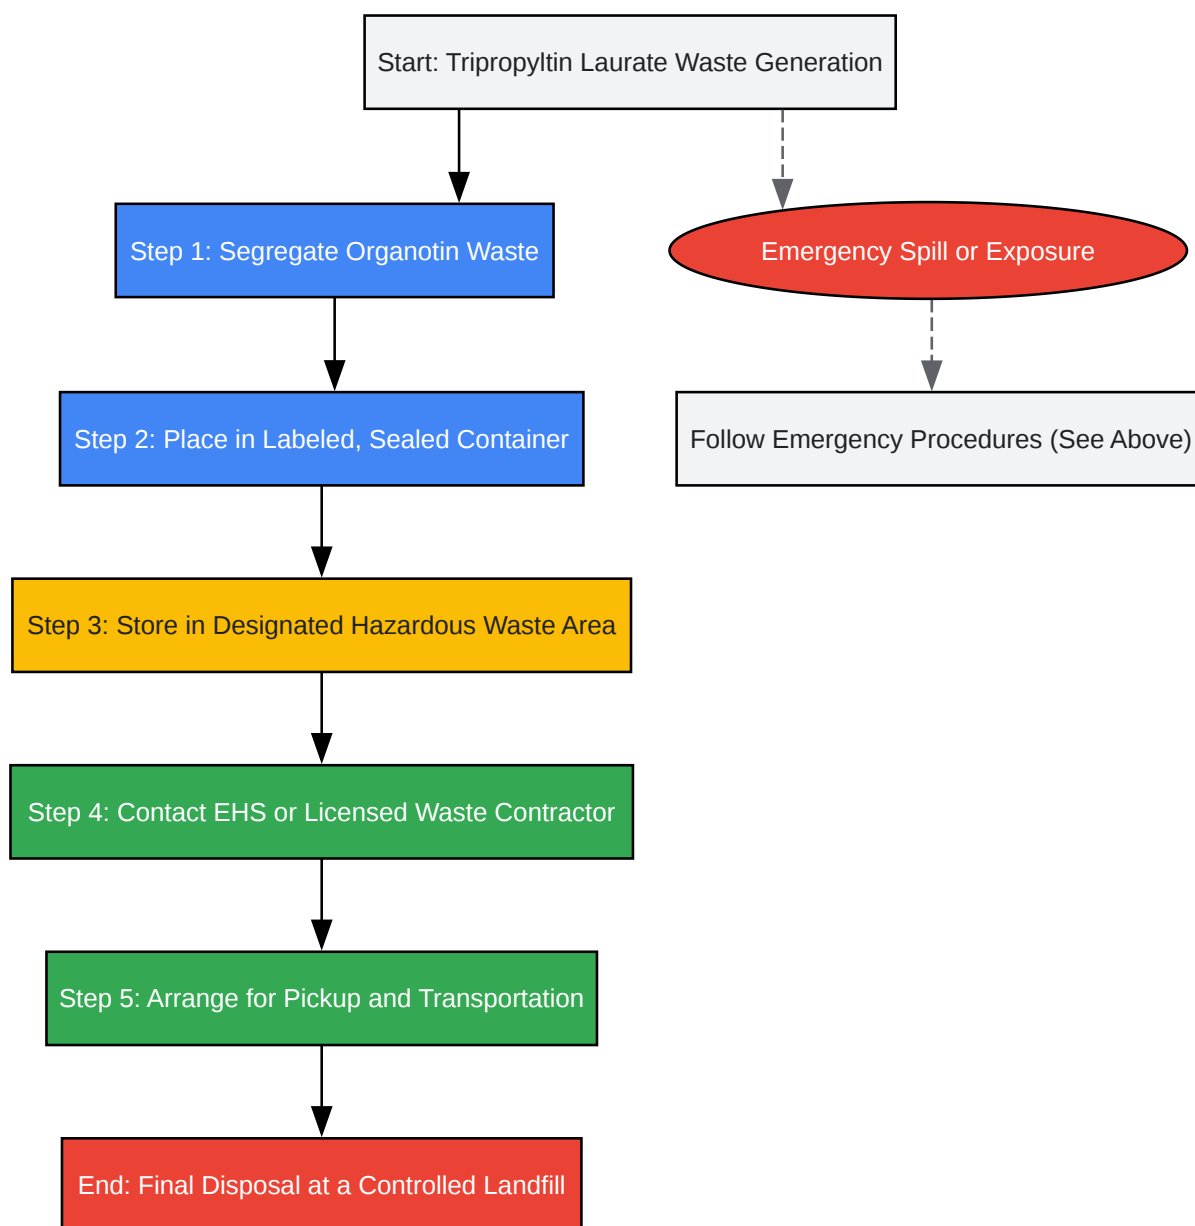 Start: Tripropyltin Laurate Waste Generation
Step 1: Segregate Organotin Waste
Emergency Spill or Exposure
Step 2: Place in Labeled, Sealed Container
Follow Emergency Procedures (See Above)
Step 3: Store in Designated Hazardous Waste Area
Step 4: Contact EHS or Licensed Waste Contractor
Step 5: Arrange for Pickup and Transportation
End: Final Disposal at a Controlled Landfill